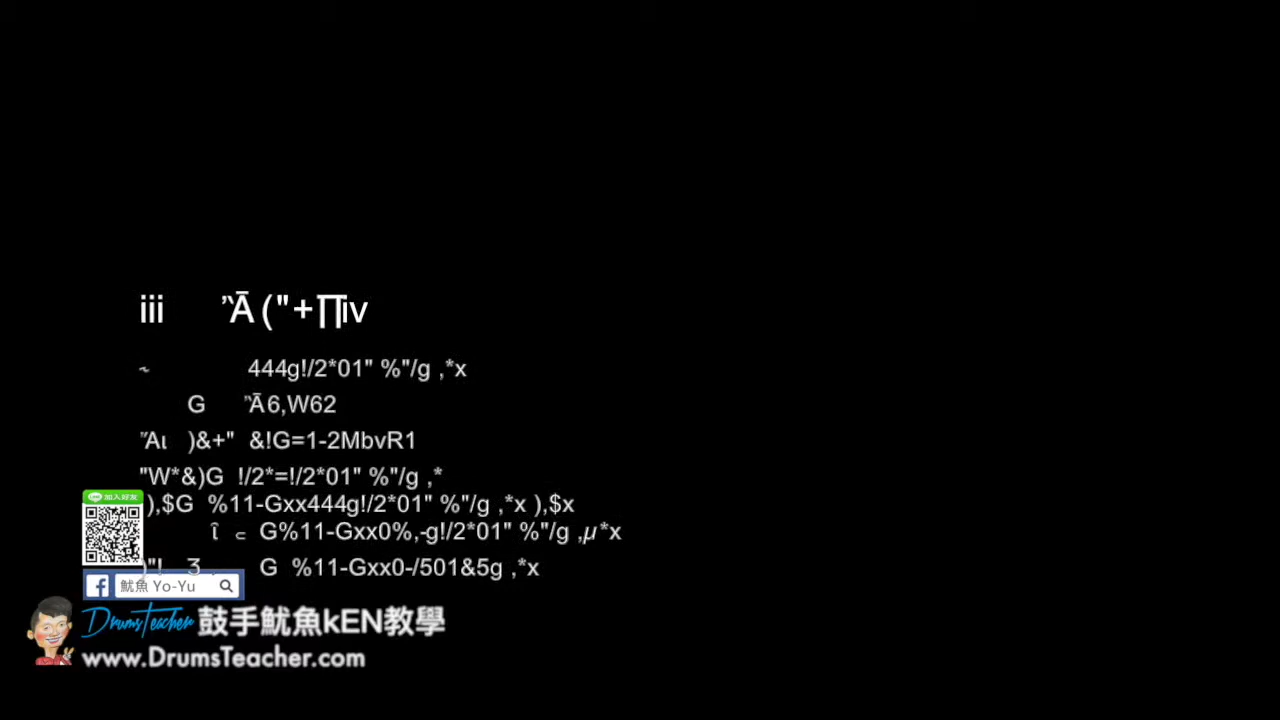 iii ῍Ā ("+∏iv
~ 444g!/2*01" %"/g ,*x
G ῍Ā6,W62
῎Aι )&+" &!G=1-2MbvR1
"W*&)G !/2*=!/2*01" %"/g ,*
),$G %11-Gxx444g!/2*01" %"/g ,*x ),$x
G%11-Gxx0%,-g!/2*01" %"/g ,μ*x
)"! 3 G %11-Gxx0-/501&5g ,*x
LINE 加入好友
魷魚 Yo-Yu
DrumsTeacher 鼓手魷魚kEN教學
www.DrumsTeacher.com